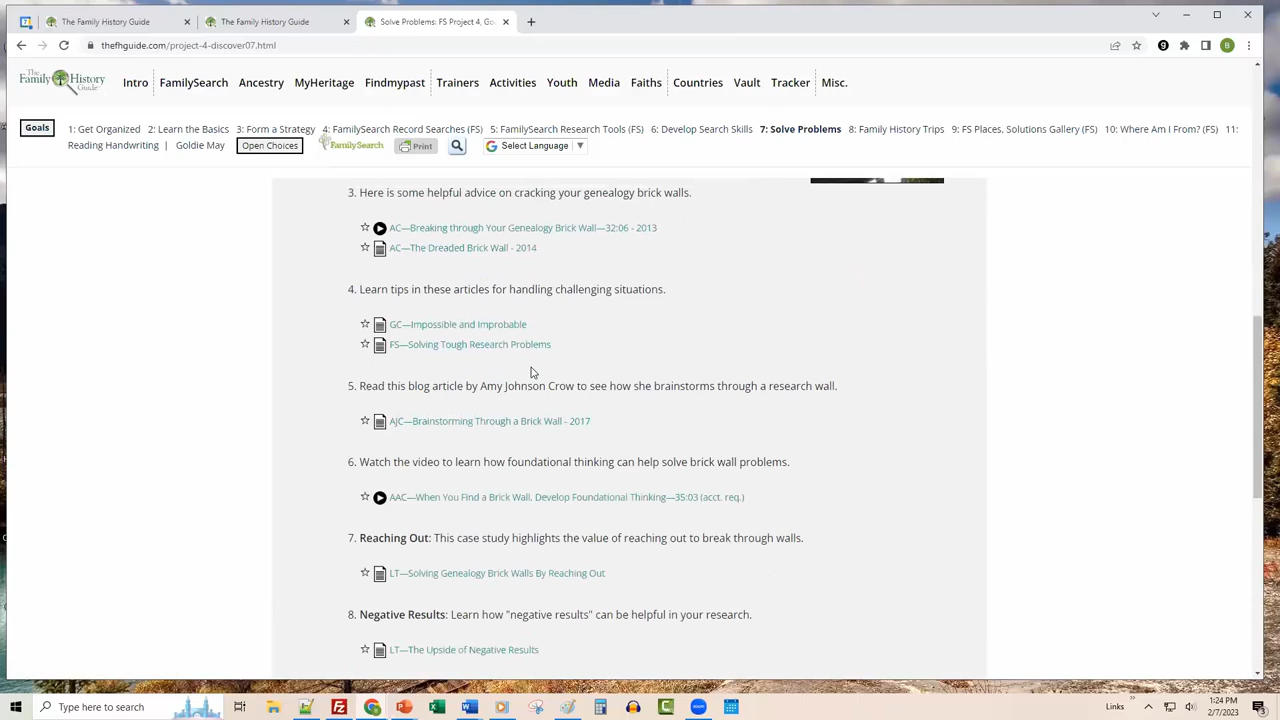 The Family History Guide
The Family History Guide
Solve Problems: FS Project 4, Go
thefhguide.com/project-4-discover07.html
g
B
The Family History Guide
Intro FamilySearch Ancestry MyHeritage Findmypast Trainers Activities Youth Media Faiths Countries Vault Tracker Misc.
Goals
1: Get Organized 2: Learn the Basics 3: Form a Strategy 4: FamilySearch Record Searches (FS) 5: FamilySearch Research Tools (FS) 6: Develop Search Skills 7: Solve Problems 8: Family History Trips 9: FS Places, Solutions Gallery (FS) 10: Where Am I From? (FS) 11:
Reading Handwriting | Goldie May Open Choices FamilySearch Print Select Language ▼
3. Here is some helpful advice on cracking your genealogy brick walls.
AC—Breaking through Your Genealogy Brick Wall—32:06 - 2013
AC—The Dreaded Brick Wall - 2014
4. Learn tips in these articles for handling challenging situations.
GC—Impossible and Improbable
FS—Solving Tough Research Problems
5. Read this blog article by Amy Johnson Crow to see how she brainstorms through a research wall.
AJC—Brainstorming Through a Brick Wall - 2017
6. Watch the video to learn how foundational thinking can help solve brick wall problems.
AAC—When You Find a Brick Wall, Develop Foundational Thinking—35:03 (acct. req.)
7. Reaching Out: This case study highlights the value of reaching out to break through walls.
LT—Solving Genealogy Brick Walls By Reaching Out
8. Negative Results: Learn how "negative results" can be helpful in your research.
LT—The Upside of Negative Results
Type here to search
Links
1:24 PM
2/7/2023